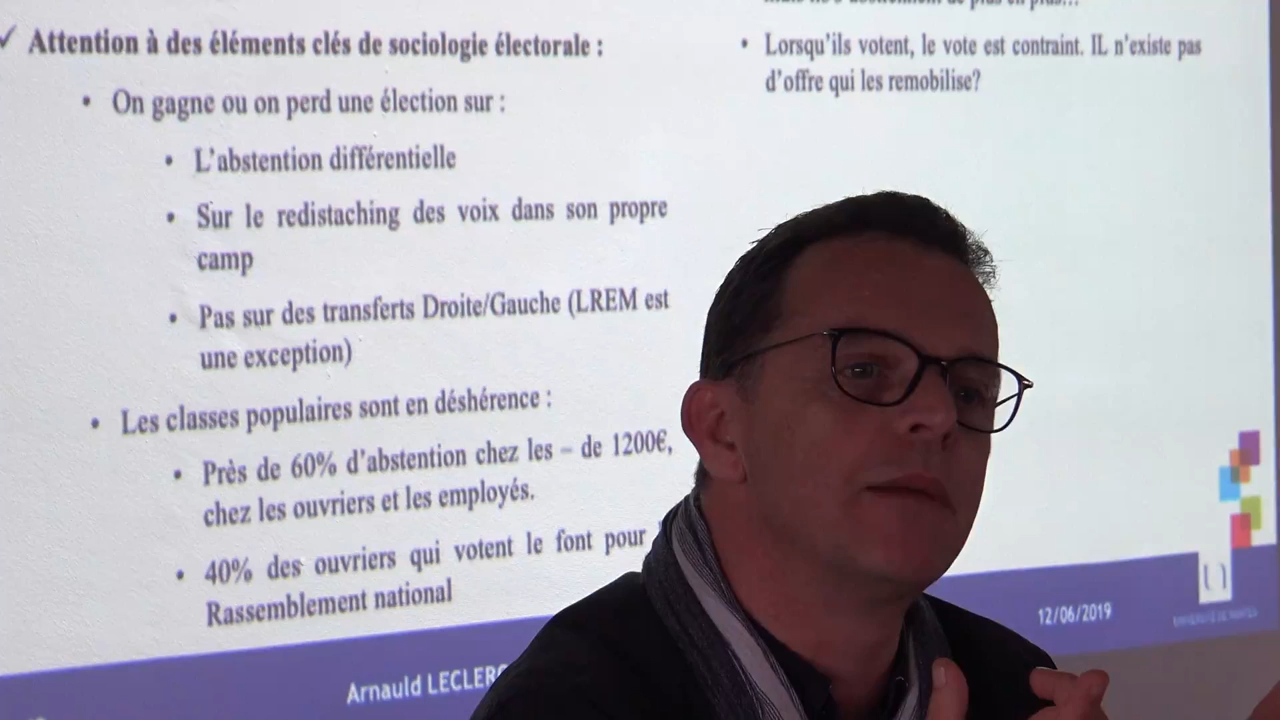 ✓ Attention à des éléments clés de sociologie électorale :
• On gagne ou on perd une élection sur :
• L'abstention différentielle
• Sur le redistaching des voix dans son propre
camp
• Pas sur des transferts Droite/Gauche (LREM est
une exception)
• Les classes populaires sont en déshérence :
• Près de 60% d'abstention chez les – de 1200€,
chez les ouvriers et les employés.
• 40% des ouvriers qui votent le font pour
Rassemblement national
• Lorsqu'ils votent, le vote est contraint. IL n'existe pas
d'offre qui les remobilise?
Arnauld LECLERC
12/06/2019
UNIVERSITÉ DE NANTES